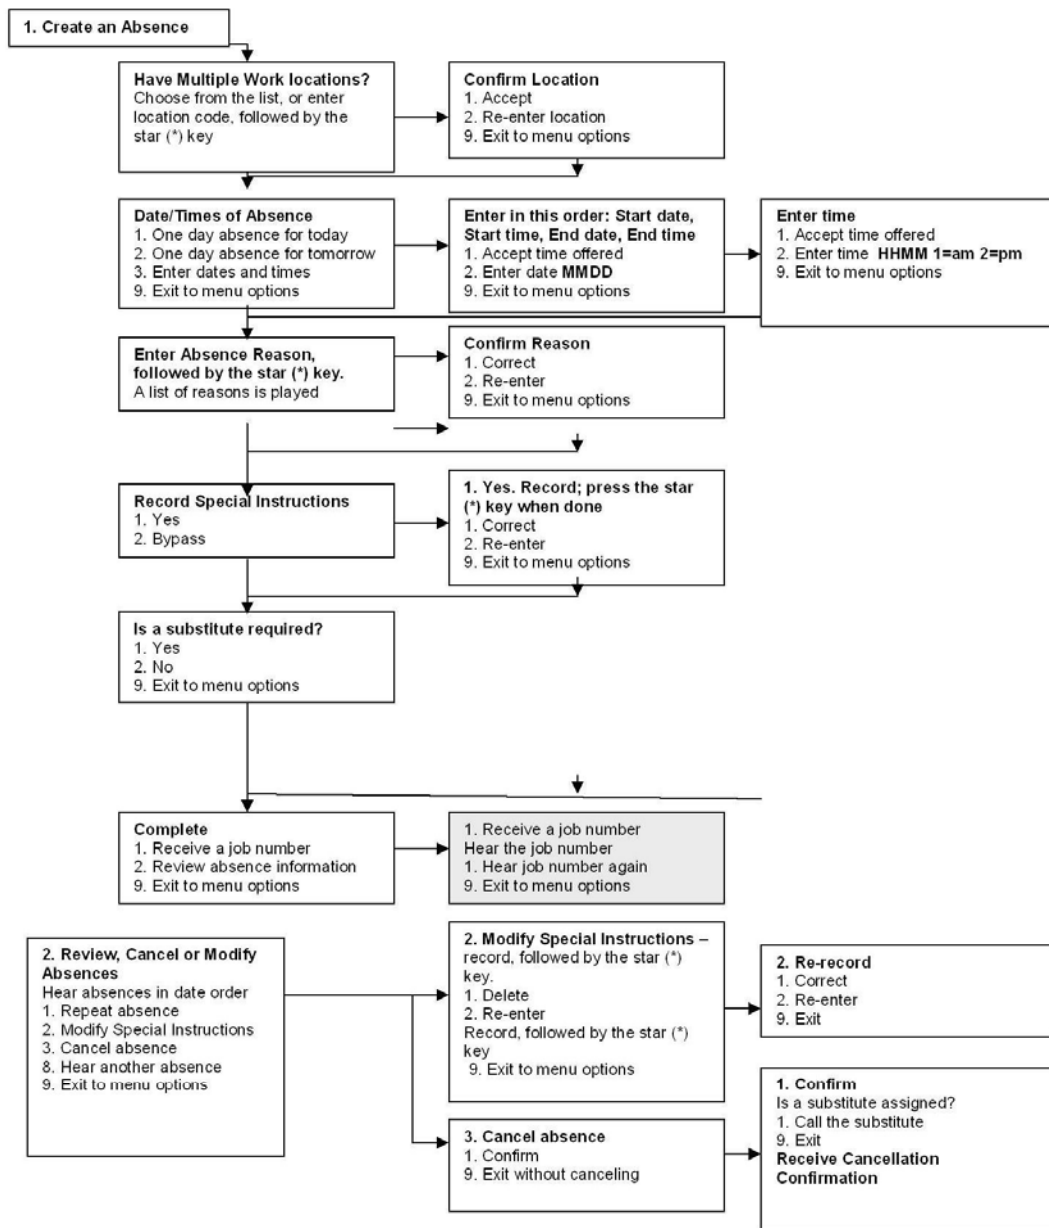 1. Create an Absence
Have Multiple Work locations?
Choose from the list, or enter
location code, followed by the
star (*) key
Confirm Location
1. Accept
2. Re-enter location
9. Exit to menu options
Date/Times of Absence
1. One day absence for today
2. One day absence for tomorrow
3. Enter dates and times
9. Exit to menu options
Enter in this order: Start date,
Start time, End date, End time
1. Accept time offered
2. Enter date MMDD
9. Exit to menu options
Enter time
1. Accept time offered
2. Enter time HHMM 1=am 2=pm
9. Exit to menu options
Enter Absence Reason,
followed by the star (*) key.
A list of reasons is played
Confirm Reason
1. Correct
2. Re-enter
9. Exit to menu options
Record Special Instructions
1. Yes
2. Bypass
1. Yes. Record; press the star
(*) key when done
1. Correct
2. Re-enter
9. Exit to menu options
Is a substitute required?
1. Yes
2. No
9. Exit to menu options
Complete
1. Receive a job number
2. Review absence information
9. Exit to menu options
1. Receive a job number
Hear the job number
1. Hear job number again
9. Exit to menu options
2. Review, Cancel or Modify
Absences
Hear absences in date order
1. Repeat absence
2. Modify Special Instructions
3. Cancel absence
8. Hear another absence
9. Exit to menu options
2. Modify Special Instructions –
record, followed by the star (*)
key.
1. Delete
2. Re-enter
Record, followed by the star (*)
key
9. Exit to menu options
2. Re-record
1. Correct
2. Re-enter
9. Exit
3. Cancel absence
1. Confirm
9. Exit without canceling
1. Confirm
Is a substitute assigned?
1. Call the substitute
9. Exit
Receive Cancellation
Confirmation